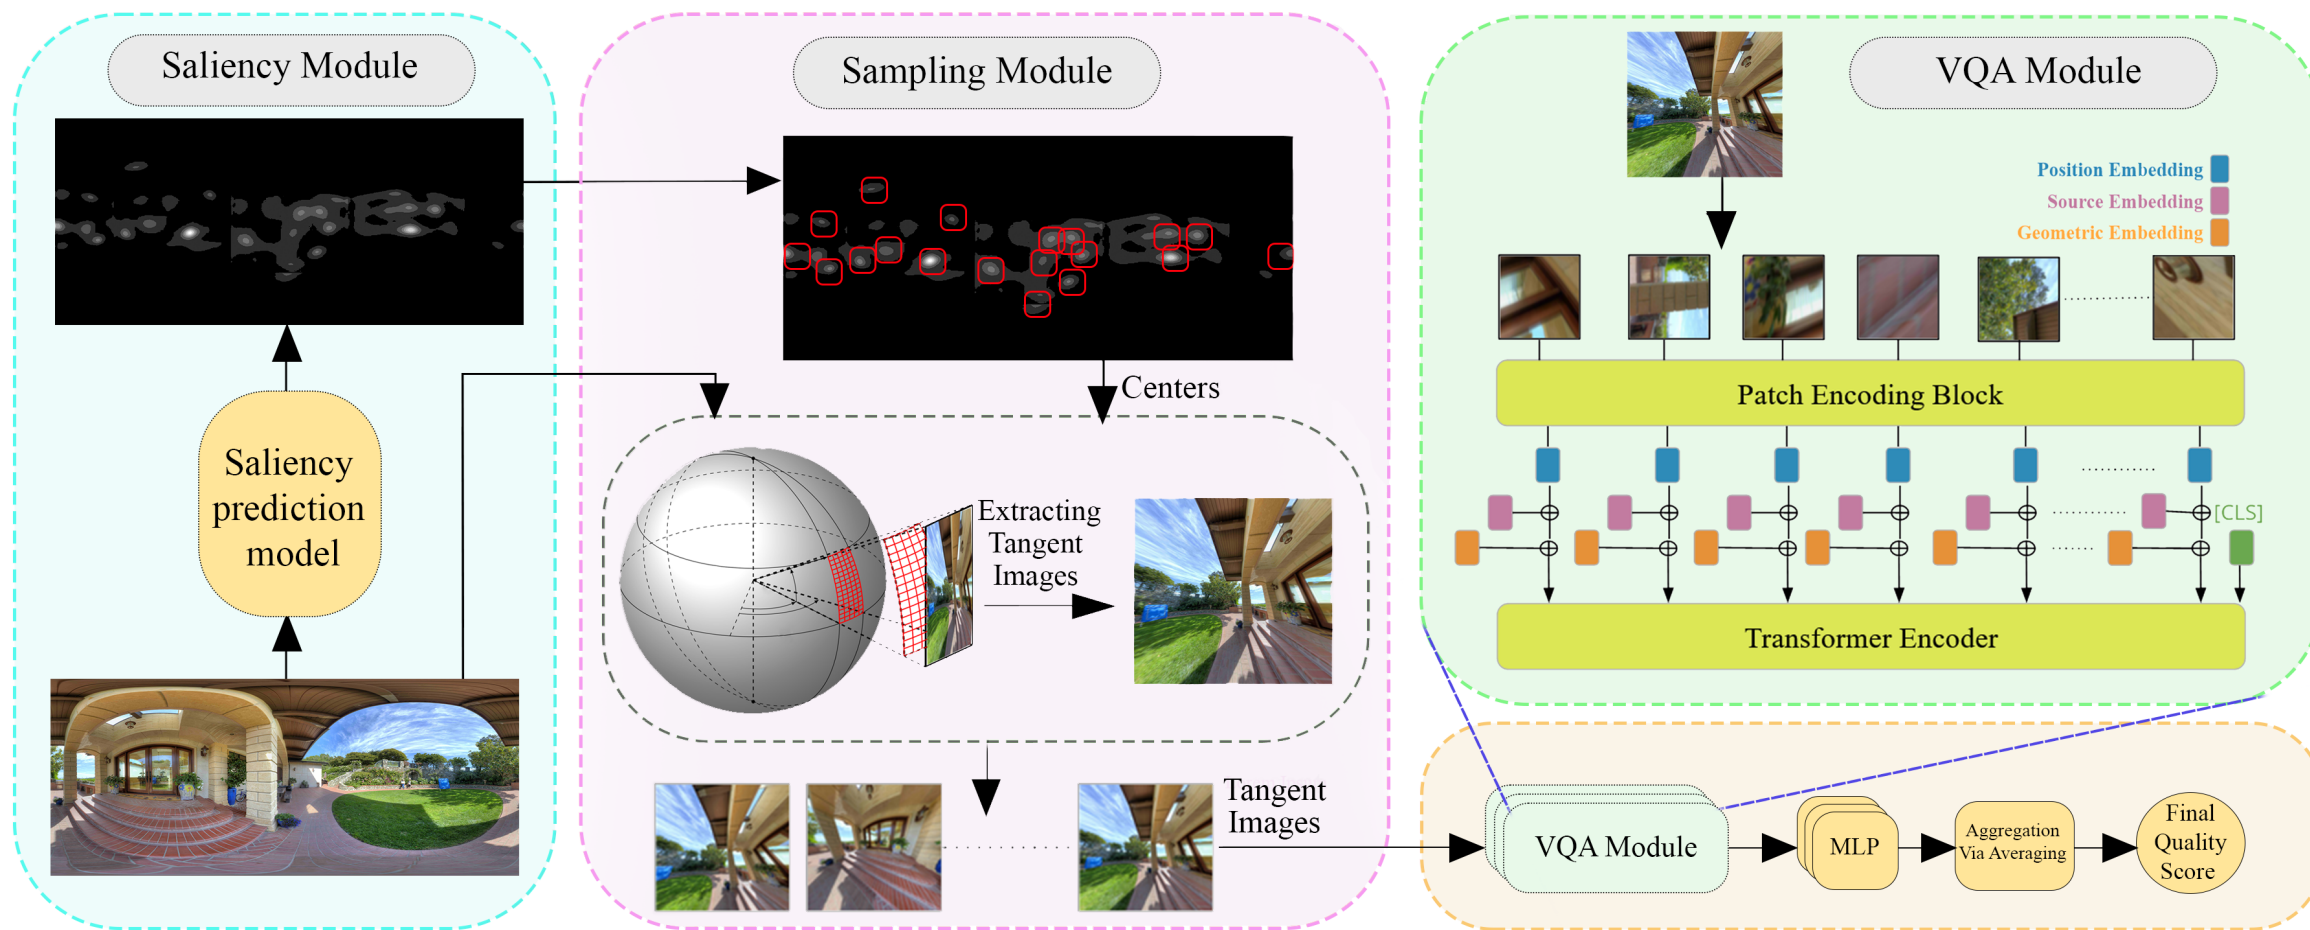 Saliency Module
Saliency
prediction
model
Sampling Module
Centers
Extracting
Tangent
Images
Tangent
Images
VQA Module
Position Embedding
Source Embedding
Geometric Embedding
Patch Encoding Block
[CLS]
Transformer Encoder
VQA Module
MLP
Aggregation
Via Averaging
Final
Quality
Score